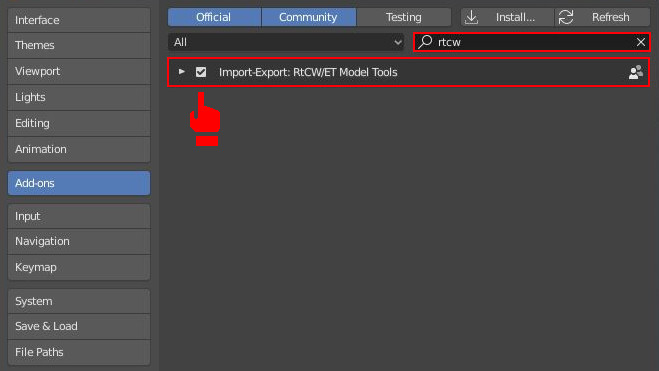 Interface
Themes
Viewport
Lights
Editing
Animation
Add-ons
Input
Navigation
Keymap
System
Save & Load
File Paths
Official Community Testing Install... Refresh
All rtcw
Import-Export: RtCW/ET Model Tools